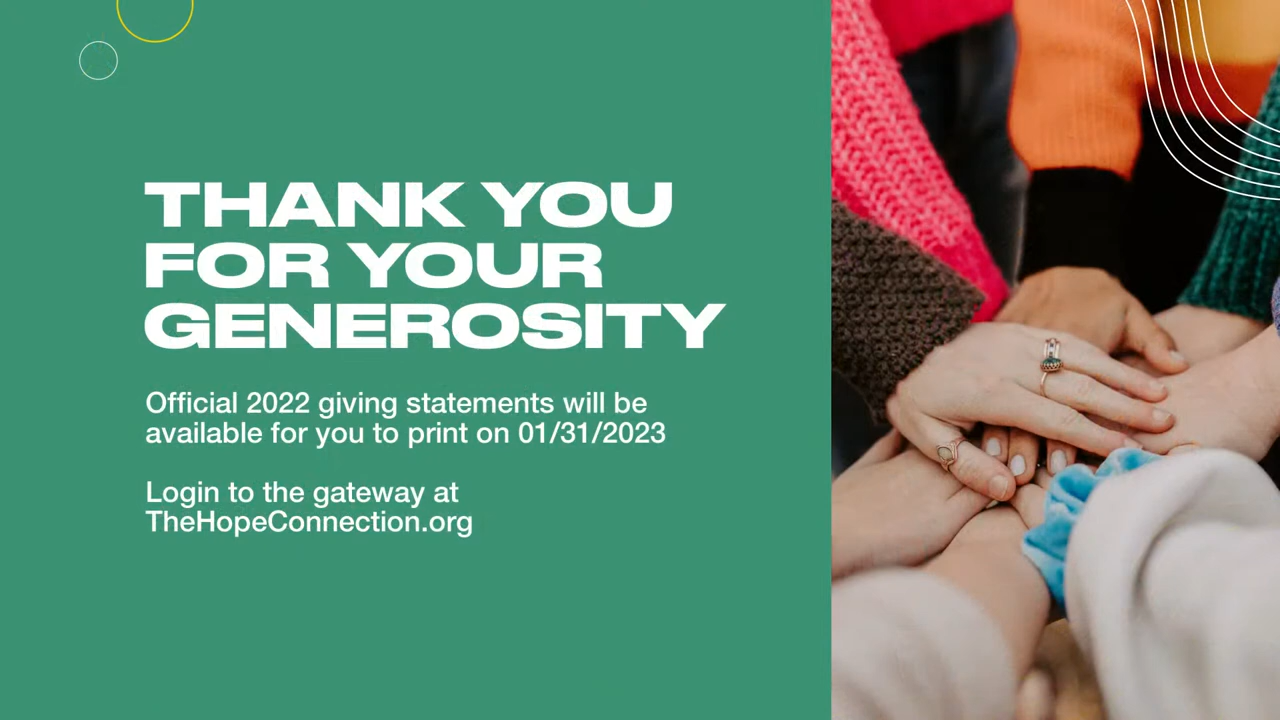 THANK YOU
FOR YOUR
GENEROSITY
Official 2022 giving statements will be
available for you to print on 01/31/2023
Login to the gateway at
TheHopeConnection.org